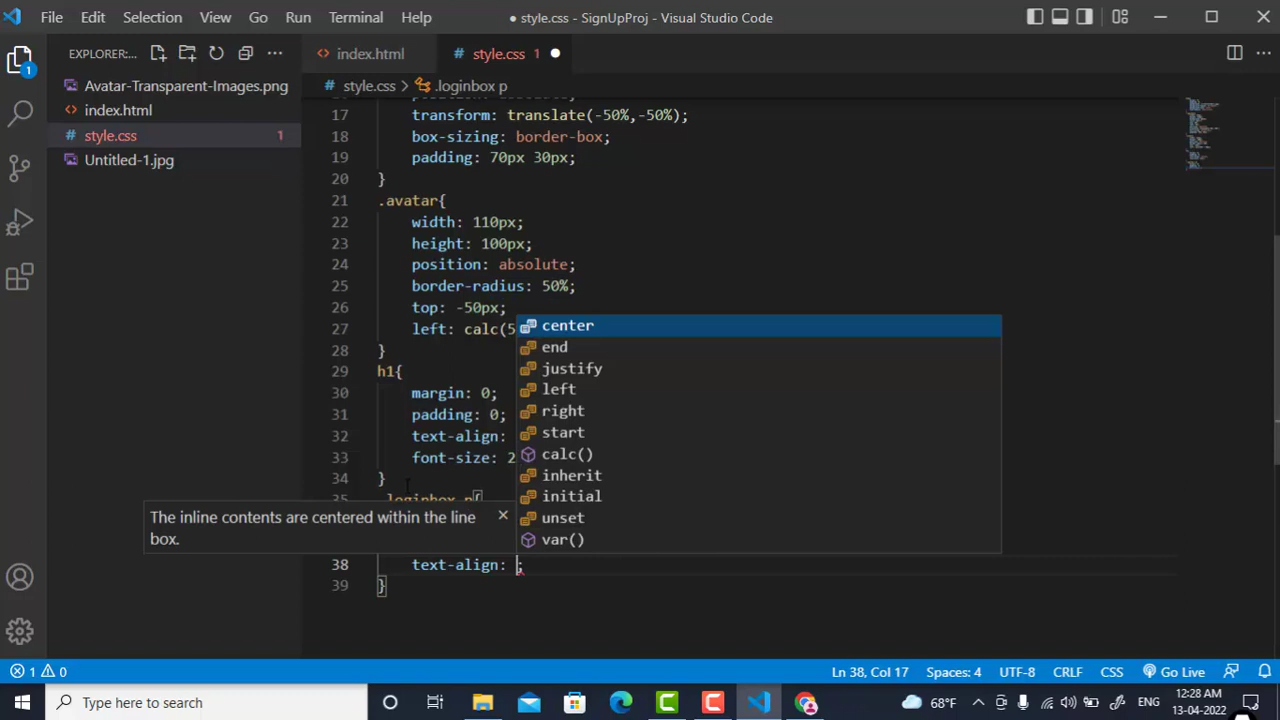 File Edit Selection View Go Run Terminal Help
● style.css - SignUpProj - Visual Studio Code
EXPLORER: ...
index.html
style.css 1 ●
style.css > .loginbox p
1
Avatar-Transparent-Images.png
index.html
style.css 1
Untitled-1.jpg
17 transform: translate(-50%,-50%);
18 box-sizing: border-box;
19 padding: 70px 30px;
20 }
21 .avatar{
22 width: 110px;
23 height: 100px;
24 position: absolute;
25 border-radius: 50%;
26 top: -50px;
27 left: calc(5
28 }
29 h1{
30 margin: 0;
31 padding: 0;
32 text-align:
33 font-size: 2
34 }
loginbox p{
38 text-align: ;
39 }
center
end
justify
left
right
start
calc()
inherit
initial
unset
var()
The inline contents are centered within the line
box.
1 0
Ln 38, Col 17 Spaces: 4 UTF-8 CRLF CSS Go Live
Type here to search
68°F ENG 12:28 AM
13-04-2022